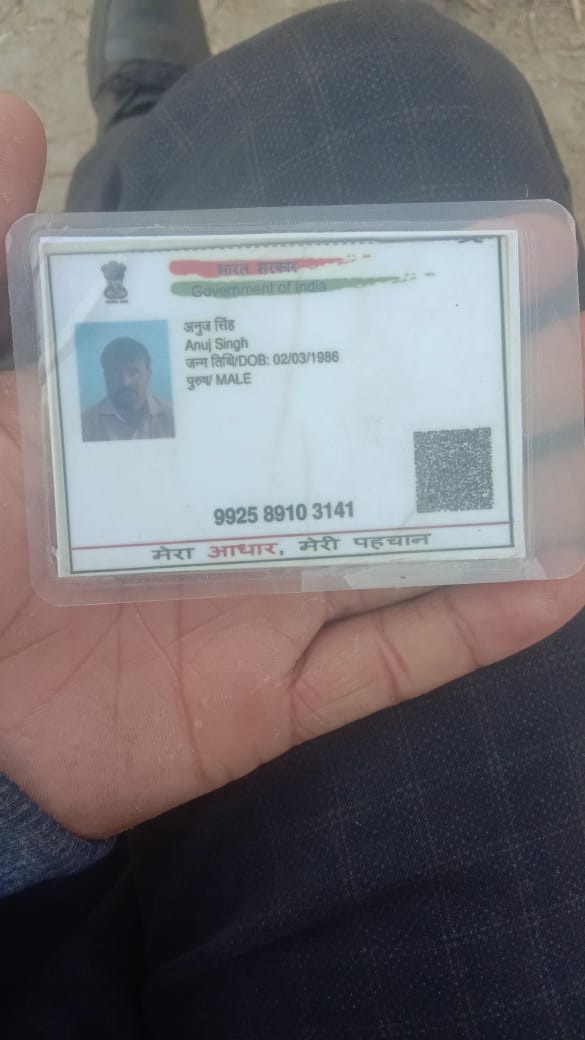 भारत सरकार
Government of India
अनुज सिंह
Anuj Singh
जन्म तिथि/DOB: 02/03/1986
पुरुष/ MALE
9925 8910 3141
मेरा आधार, मेरी पहचान